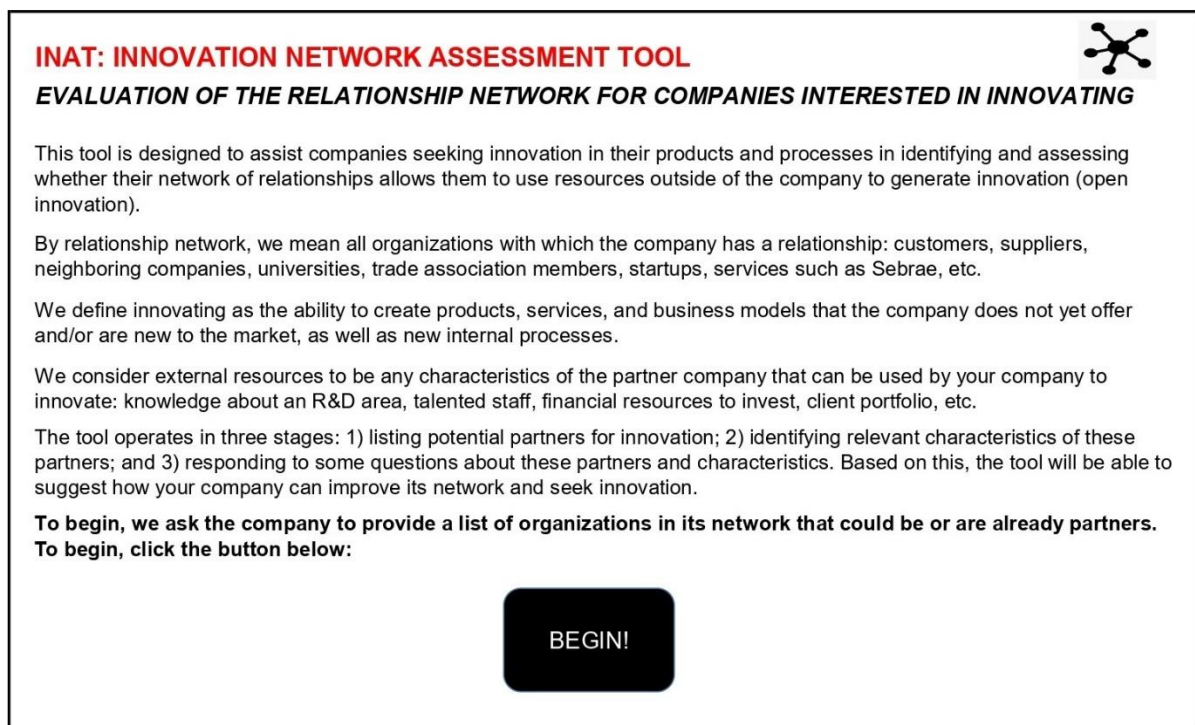 INAT: INNOVATION NETWORK ASSESSMENT TOOL
EVALUATION OF THE RELATIONSHIP NETWORK FOR COMPANIES INTERESTED IN INNOVATING
This tool is designed to assist companies seeking innovation in their products and processes in identifying and assessing
whether their network of relationships allows them to use resources outside of the company to generate innovation (open
innovation).
By relationship network, we mean all organizations with which the company has a relationship: customers, suppliers,
neighboring companies, universities, trade association members, startups, services such as Sebrae, etc.
We define innovating as the ability to create products, services, and business models that the company does not yet offer
and/or are new to the market, as well as new internal processes.
We consider external resources to be any characteristics of the partner company that can be used by your company to
innovate: knowledge about an R&D area, talented staff, financial resources to invest, client portfolio, etc.
The tool operates in three stages: 1) listing potential partners for innovation; 2) identifying relevant characteristics of these
partners; and 3) responding to some questions about these partners and characteristics. Based on this, the tool will be able to
suggest how your company can improve its network and seek innovation.
To begin, we ask the company to provide a list of organizations in its network that could be or are already partners.
To begin, click the button below:
BEGIN!